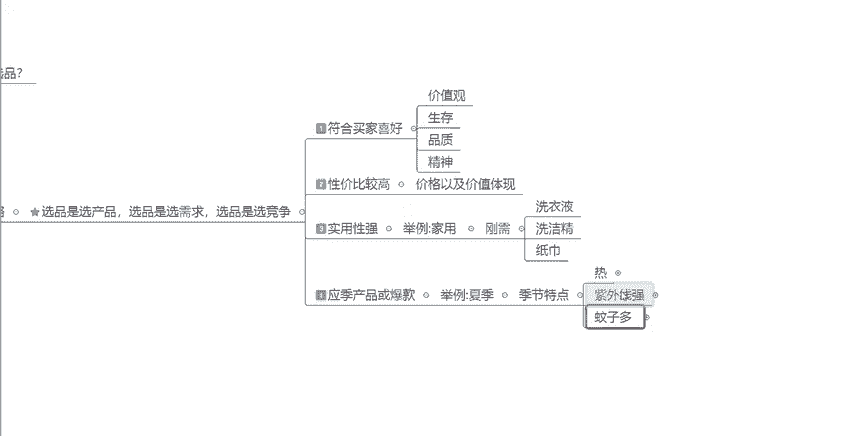 品?
价值观
生存
1 符合买家喜好
品质
精神
2 性价比较高 价格以及价值体现
洗衣液
选品是选产品，选品是选需求，选品是选竞争
3 实用性强 举例:家用 刚需 洗洁精
纸巾
热
4 应季产品或爆款 举例:夏季 季节特点 紫外线强
蚊子多